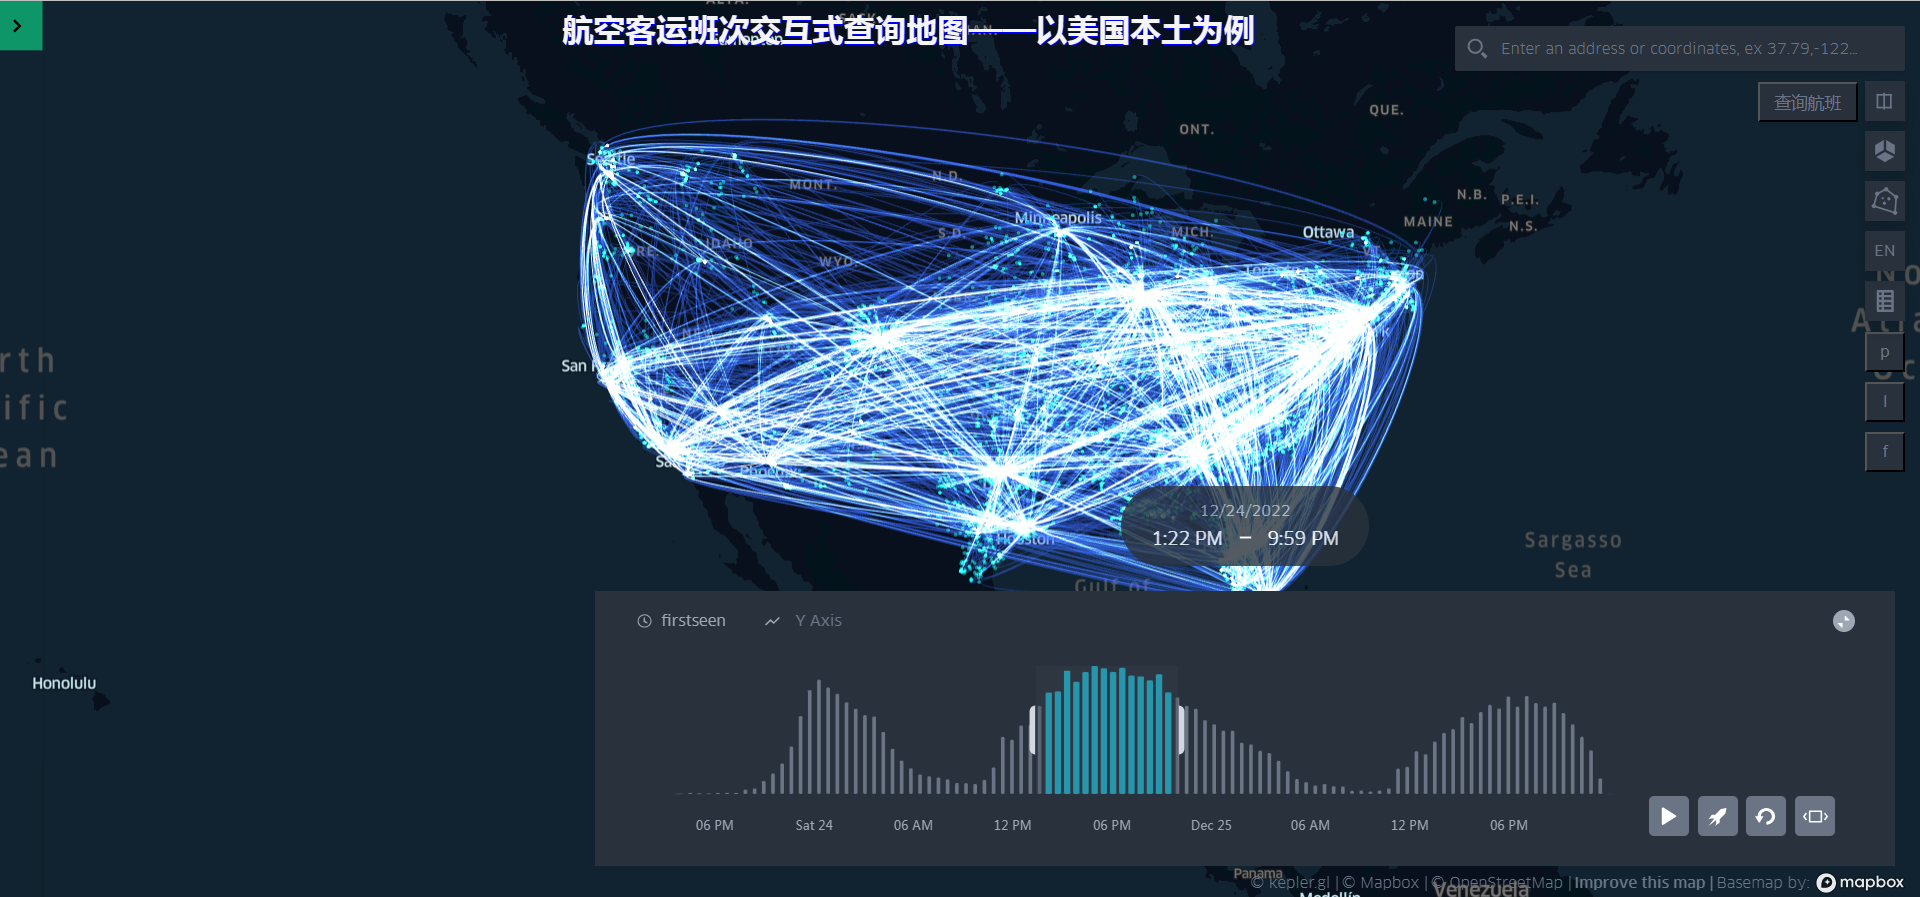 航空客运班次交互式查询地图——以美国本土为例
Enter an address or coordinates, ex 37.79,-122...
查询航班
QUE.
ONT.
MONT.
N.D.
N.B.
P.E.I.
Minneapolis
MAINE
N.S.
S.D.
MICH.
Ottawa
IDAHO
WYO.
EN
rth
ific
ean
San
p
l
f
Phoenix
Houston
12/24/2022
1:22 PM – 9:59 PM
Sargasso
Sea
Gulf of
firstseen
Y Axis
Honolulu
06 PM Sat 24 06 AM 12 PM 06 PM Dec 25 06 AM 12 PM 06 PM
Panama
Medellín
Venezuela
© kepler.gl | © Mapbox | © OpenStreetMap | Improve this map | Basemap by: mapbox